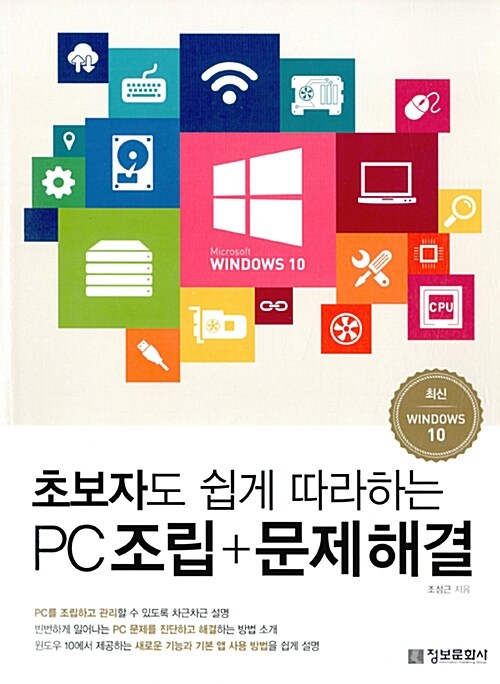 Microsoft
WINDOWS 10
CPU
최신
WINDOWS
10
초보자도 쉽게 따라하는
PC 조립+문제해결
조성근 지음
PC를 조립하고 관리할 수 있도록 차근차근 설명
빈번하게 일어나는 PC 문제를 진단하고 해결하는 방법 소개
윈도우 10에서 제공하는 새로운 기능과 기본 앱 사용 방법을 쉽게 설명
정보문화사